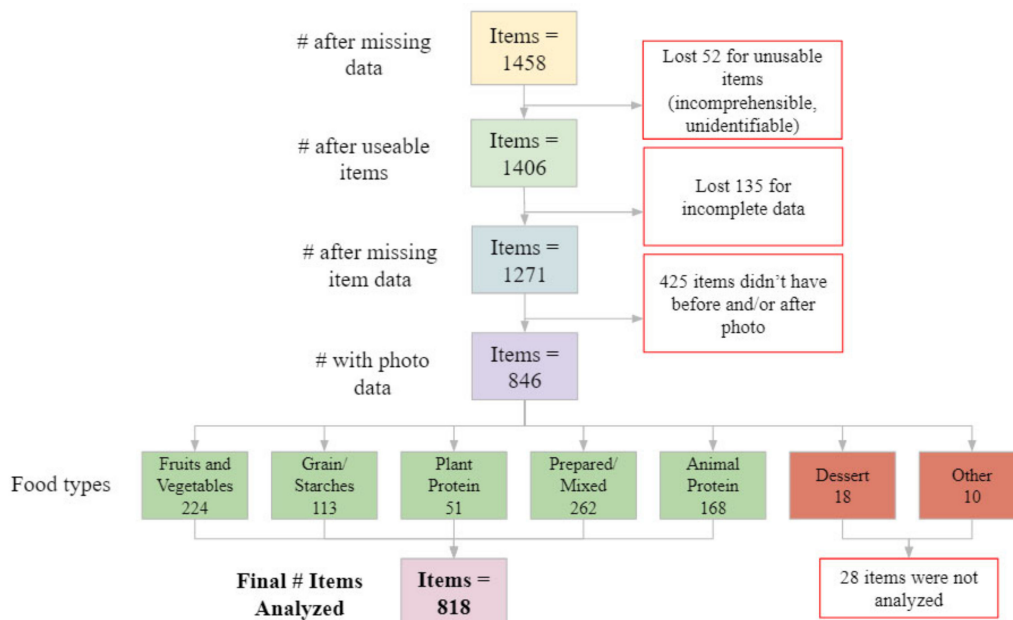 # after missing
data
Items =
1458
Lost 52 for unusable
items
(incomprehensible,
unidentifiable)
# after useable
items
Items =
1406
Lost 135 for
incomplete data
# after missing
item data
Items =
1271
425 items didn't have
before and/or after
photo
# with photo
data
Items =
846
Food types
Fruits and
Vegetables
224
Grain/
Starches
113
Plant
Protein
51
Prepared/
Mixed
262
Animal
Protein
168
Dessert
18
Other
10
Final # Items
Analyzed
Items =
818
28 items were not
analyzed